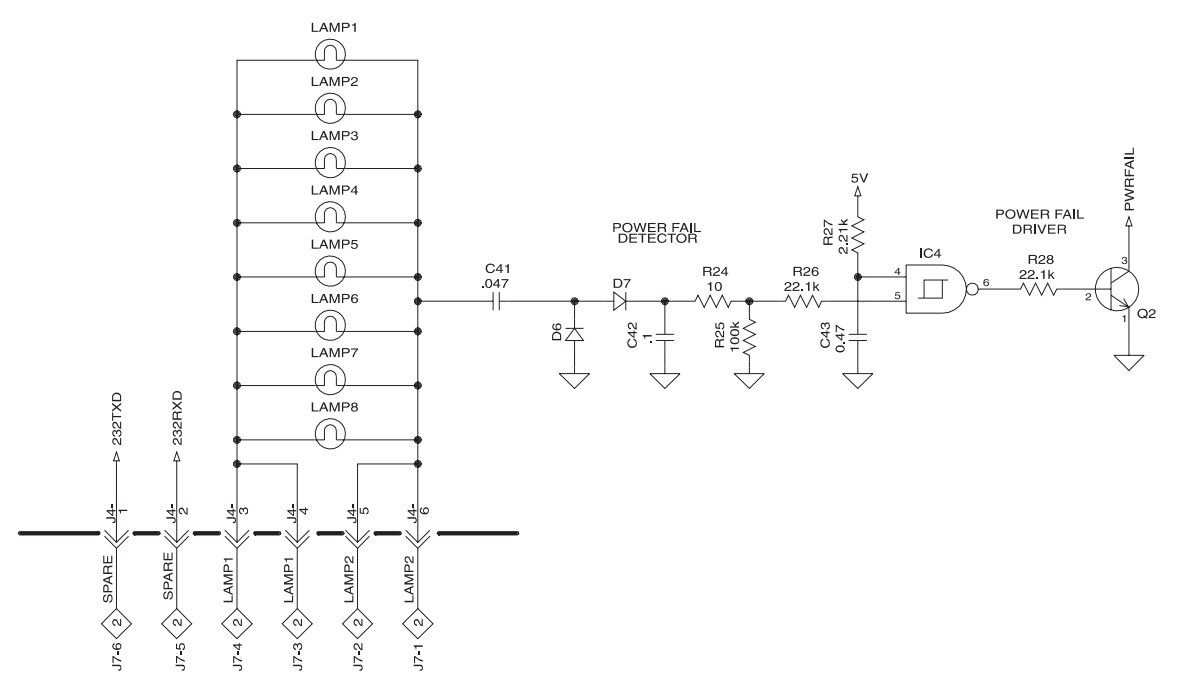 LAMP1
LAMP2
LAMP3
LAMP4
LAMP5
LAMP6
LAMP7
LAMP8
C41
.047
D6
D7
POWER FAIL
DETECTOR
C42
.1
R24
10
R25
100k
R26
22.1k
5V
R27
2.21k
C43
0.47
4
5
IC4
6
POWER FAIL
DRIVER
R28
22.1k
PWRFAIL
3
2
1
Q2
232TXD
232RXD
J4-
1
J4-
2
J4-
3
J4-
4
J4-
5
J4-
6
SPARE
SPARE
LAMP1
LAMP1
LAMP2
LAMP2
2
2
2
2
2
2
J7-6
J7-5
J7-4
J7-3
J7-2
J7-1